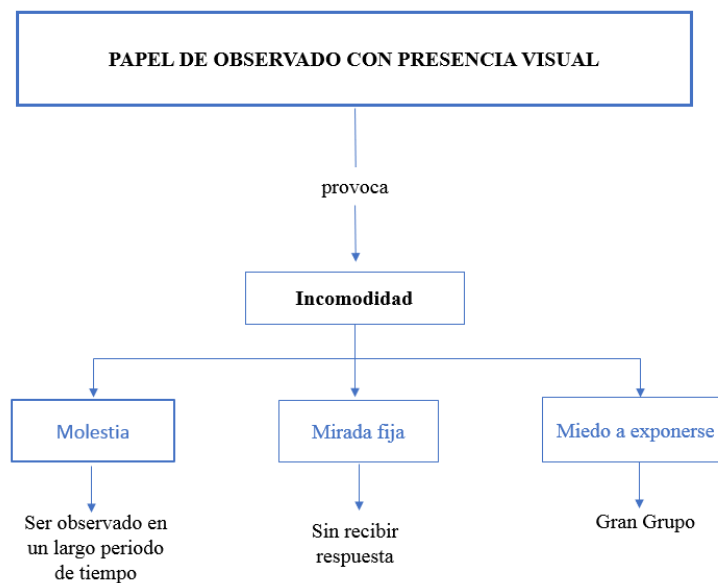 PAPEL DE OBSERVADO CON PRESENCIA VISUAL
provoca
Incomodidad
Molestia
Mirada fija
Miedo a exponerse
Ser observado en
un largo periodo
de tiempo
Sin recibir
respuesta
Gran Grupo